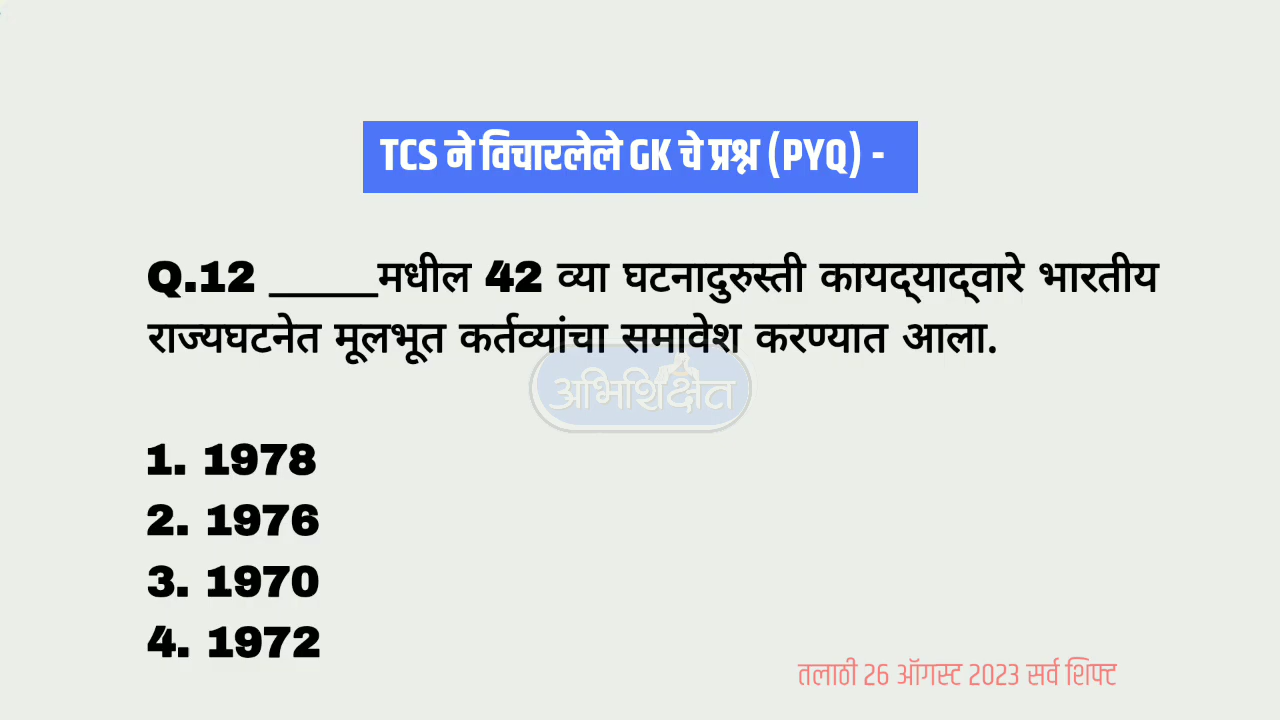 TCS ने विचारलेले GK चे प्रश्न (PYQ) -
Q.12 _____मधील 42 व्या घटनादुरुस्ती कायद्‌याद्‌वारे भारतीय
राज्यघटनेत मूलभूत कर्तव्यांचा समावेश करण्यात आला.
अभिशिक्षत
1. 1978
2. 1976
3. 1970
4. 1972
तलाठी 26 ऑगस्ट 2023 सर्व शिफ्ट